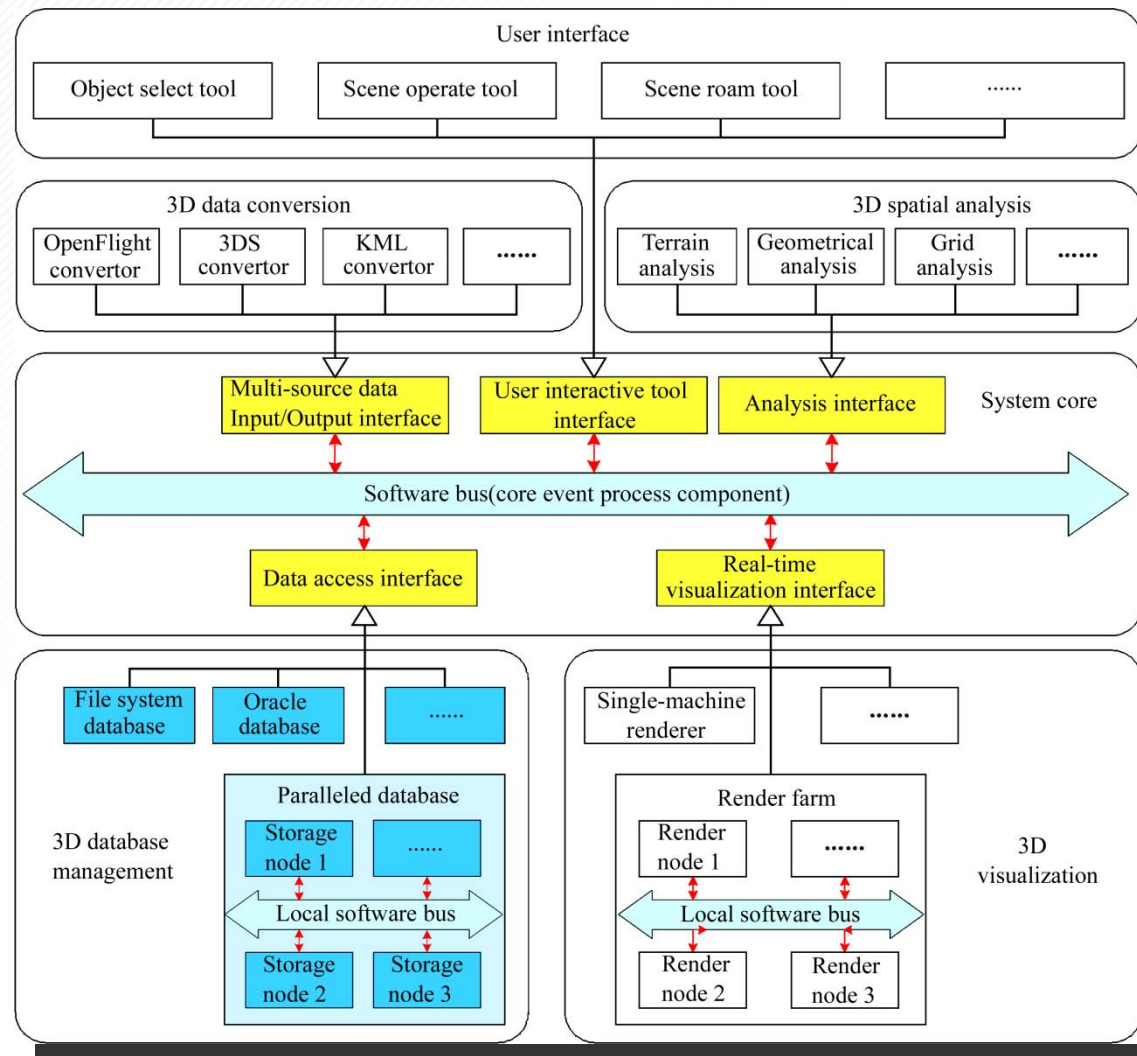 User interface
Object select tool
Scene operate tool
Scene roam tool
......
3D data conversion
OpenFlight
convertor
3DS
convertor
KML
convertor
......
3D spatial analysis
Terrain
analysis
Geometrical
analysis
Grid
analysis
......
Multi-source data
Input/Output interface
User interactive tool
interface
Analysis interface
System core
Software bus(core event process component)
Data access interface
Real-time
visualization interface
File system
database
Oracle
database
......
Paralleled database
Storage
node 1
......
Local software bus
Storage
node 2
Storage
node 3
3D database
management
Single-machine
renderer
......
Render farm
Render
node 1
......
Local software bus
Render
node 2
Render
node 3
3D
visualization